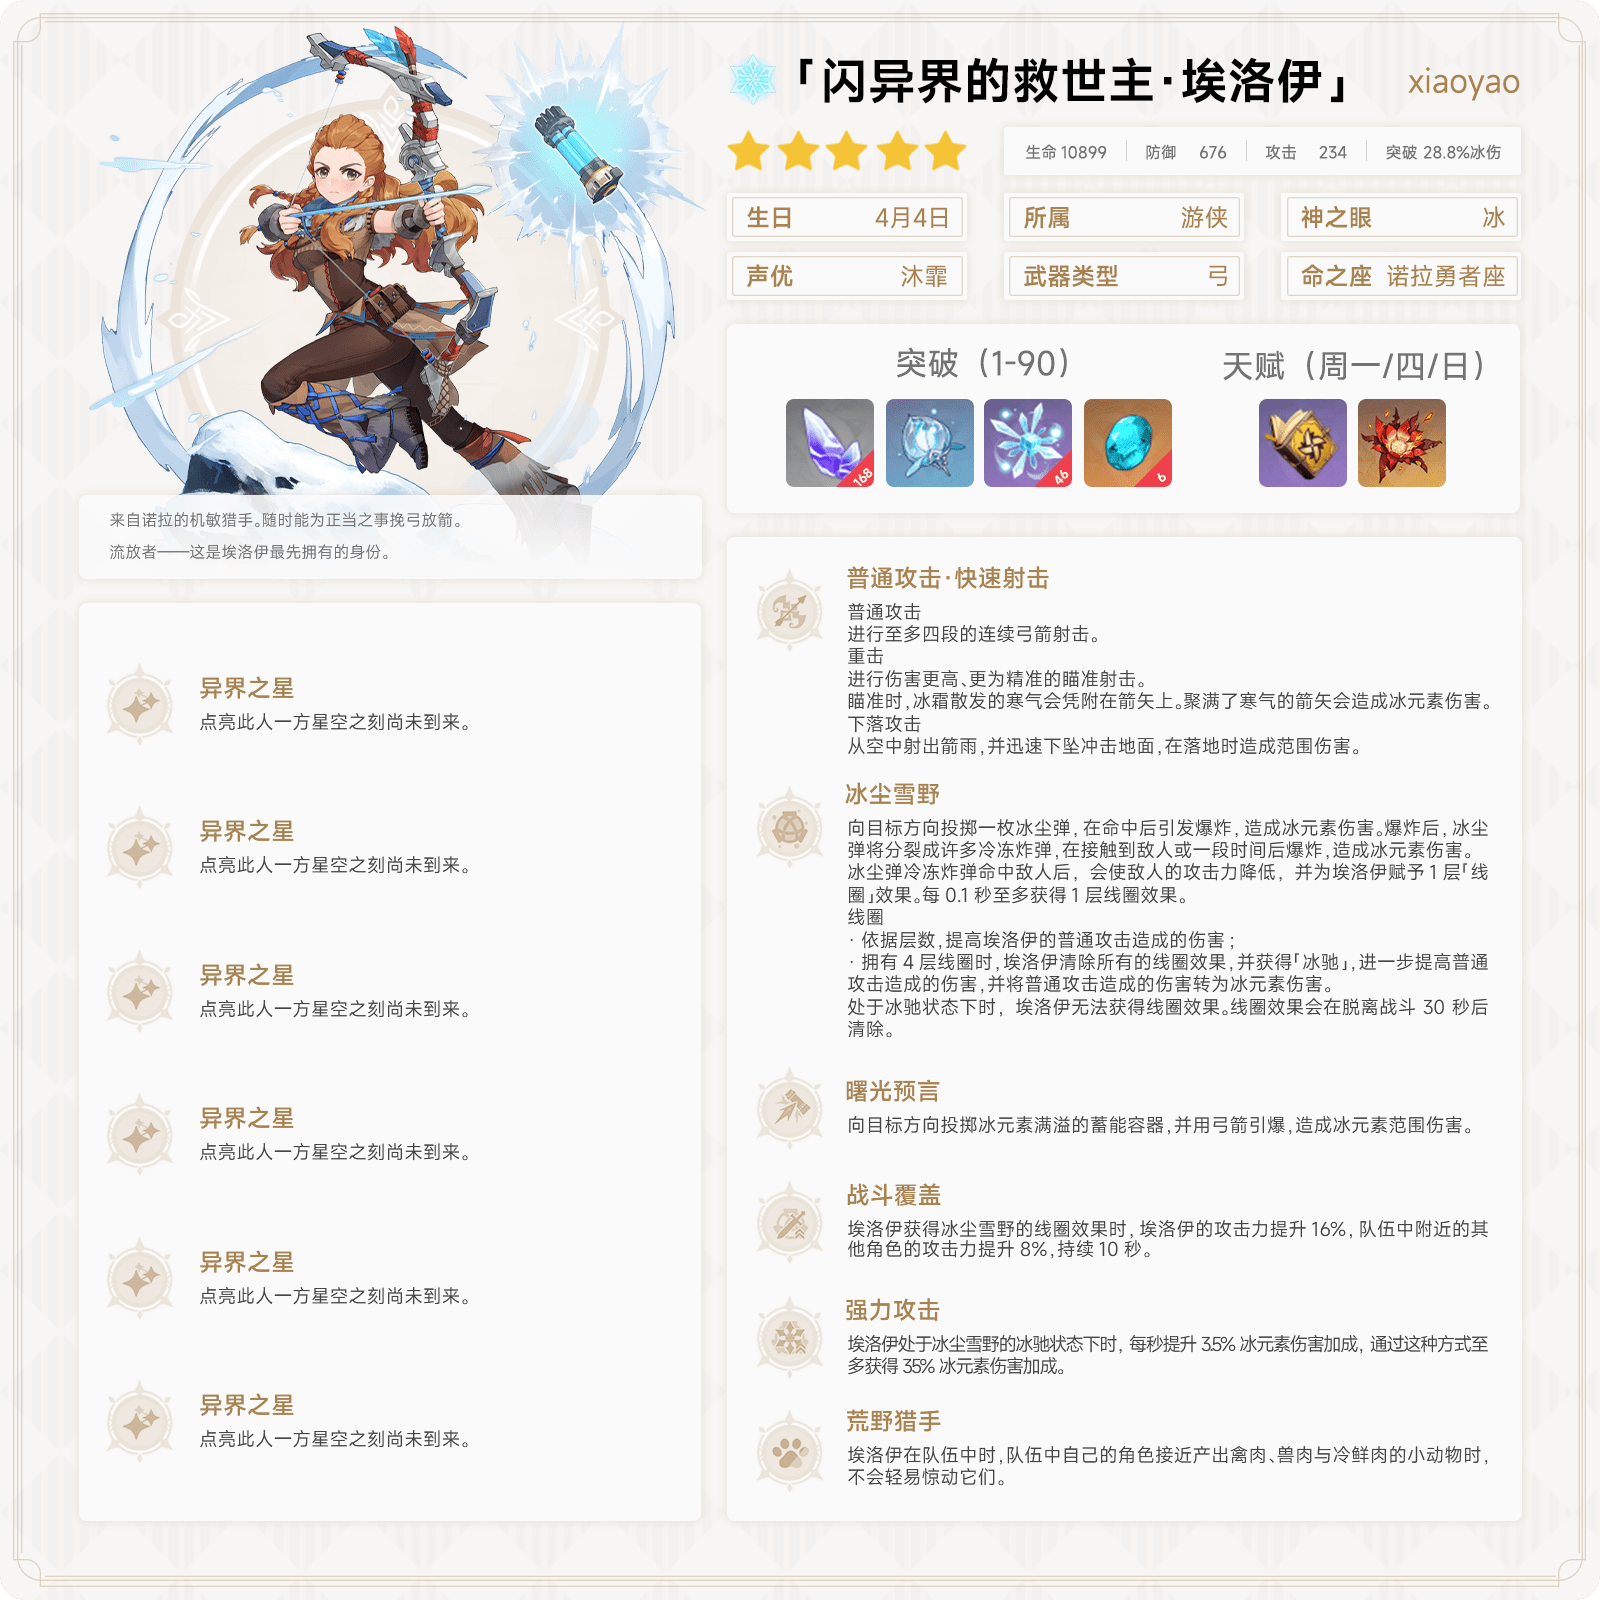 「闪异界的救世主·埃洛伊」
xiaoyao
生命 10899 防御 676 攻击 234 突破 28.8%冰伤
生日 4月4日 所属 游侠 神之眼 冰
声优 沐霏 武器类型 弓 命之座 诺拉勇者座
突破（1-90） 天赋（周一/四/日）
168 46 6
来自诺拉的机敏猎手。随时能为正当之事挽弓放箭。
流放者——这是埃洛伊最先拥有的身份。
异界之星
点亮此人一方星空之刻尚未到来。
异界之星
点亮此人一方星空之刻尚未到来。
异界之星
点亮此人一方星空之刻尚未到来。
异界之星
点亮此人一方星空之刻尚未到来。
异界之星
点亮此人一方星空之刻尚未到来。
异界之星
点亮此人一方星空之刻尚未到来。
普通攻击·快速射击
普通攻击
进行至多四段的连续弓箭射击。
重击
进行伤害更高、更为精准的瞄准射击。
瞄准时,冰霜散发的寒气会凭附在箭矢上。聚满了寒气的箭矢会造成冰元素伤害。
下落攻击
从空中射出箭雨,并迅速下坠冲击地面,在落地时造成范围伤害。
冰尘雪野
向目标方向投掷一枚冰尘弹,在命中后引发爆炸,造成冰元素伤害。爆炸后,冰尘
弹将分裂成许多冷冻炸弹,在接触到敌人或一段时间后爆炸,造成冰元素伤害。
冰尘弹冷冻炸弹命中敌人后,会使敌人的攻击力降低,并为埃洛伊赋予 1 层「线
圈」效果。每 0.1 秒至多获得 1 层线圈效果。
线圈
· 依据层数,提高埃洛伊的普通攻击造成的伤害;
· 拥有 4 层线圈时,埃洛伊清除所有的线圈效果,并获得「冰驰」,进一步提高普通
攻击造成的伤害,并将普通攻击造成的伤害转为冰元素伤害。
处于冰驰状态下时,埃洛伊无法获得线圈效果。线圈效果会在脱离战斗 30 秒后
清除。
曙光预言
向目标方向投掷冰元素满溢的蓄能容器,并用弓箭引爆,造成冰元素范围伤害。
战斗覆盖
埃洛伊获得冰尘雪野的线圈效果时,埃洛伊的攻击力提升 16%,队伍中附近的其
他角色的攻击力提升 8%,持续 10 秒。
强力攻击
埃洛伊处于冰尘雪野的冰驰状态下时,每秒提升 3.5% 冰元素伤害加成,通过这种方式至
多获得 35% 冰元素伤害加成。
荒野猎手
埃洛伊在队伍中时,队伍中自己的角色接近产出禽肉、兽肉与冷鲜肉的小动物时,
不会轻易惊动它们。